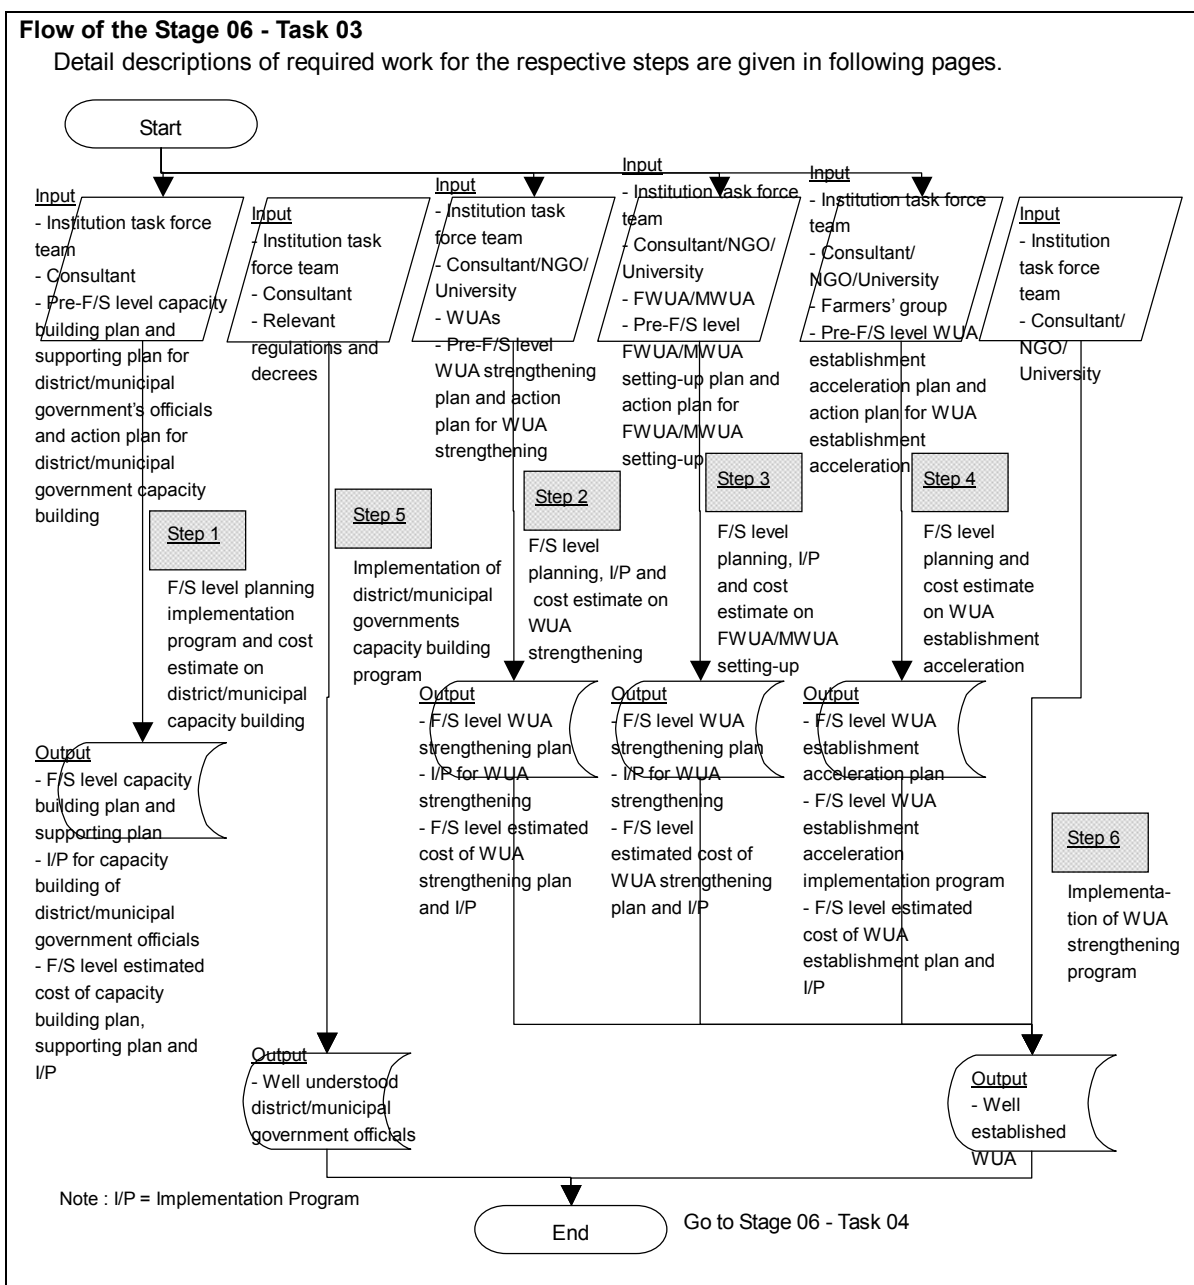 Flow of the Stage 06 - Task 03
Detail descriptions of required work for the respective steps are given in following pages.
Start
Input
- Institution task force
team
- Consultant
- Pre-F/S level capacity
building plan and
supporting plan for
district/municipal
government's officials
and action plan for
district/municipal
government capacity
building
Input
- Institution task
force team
- Consultant
- Relevant
regulations and
decrees
Input
- Institution task
force team
- Consultant/NGO/
University
- WUAs
- Pre-F/S level
WUA strengthening
plan and action
plan for WUA
strengthening
Input
- Institution task force
team
- Consultant/NGO/
University
- FWUA/MWUA
- Pre-F/S level
FWUA/MWUA
setting-up plan and
action plan for
FWUA/MWUA
setting-up
Input
- Institution task force
team
- Consultant/
NGO/University
- Farmers' group
- Pre-F/S level WUA
establishment
acceleration plan and
action plan for WUA
establishment
acceleration
Input
- Institution
task force
team
- Consultant/
NGO/
University
Step 1
F/S level planning
implementation
program and cost
estimate on
district/municipal
capacity building
Step 5
Implementation of
district/municipal
governments
capacity building
program
Step 2
F/S level
planning, I/P and
cost estimate on
WUA
strengthening
Step 3
F/S level
planning, I/P
and cost
estimate on
FWUA/MWUA
setting-up
Step 4
F/S level
planning and
cost estimate
on WUA
establishment
acceleration
Output
- F/S level capacity
building plan and
supporting plan
- I/P for capacity
building of
district/municipal
government officials
- F/S level estimated
cost of capacity
building plan,
supporting plan and
I/P
Output
- F/S level WUA
strengthening plan
- I/P for WUA
strengthening
- F/S level estimated
cost of WUA
strengthening plan
and I/P
Output
- F/S level WUA
strengthening plan
- I/P for WUA
strengthening
- F/S level
estimated cost of
WUA strengthening
plan and I/P
Output
- F/S level WUA
establishment
acceleration plan
- F/S level WUA
establishment
acceleration
implementation program
- F/S level estimated
cost of WUA
establishment plan and
I/P
Step 6
Implementa-
tion of WUA
strengthening
program
Output
- Well understood
district/municipal
government officials
Output
- Well
established
WUA
Note : I/P = Implementation Program
End
Go to Stage 06 - Task 04